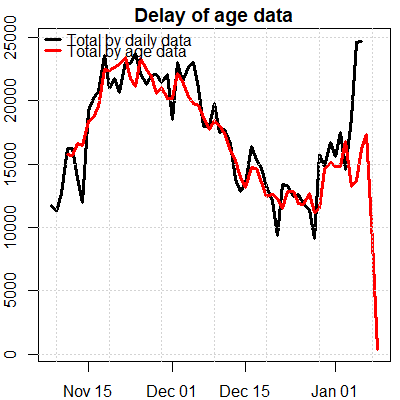 Delay of age data
Total by daily data
Total by age data
25000
20000
15000
10000
5000
0
Nov 15
Dec 01
Dec 15
Jan 01